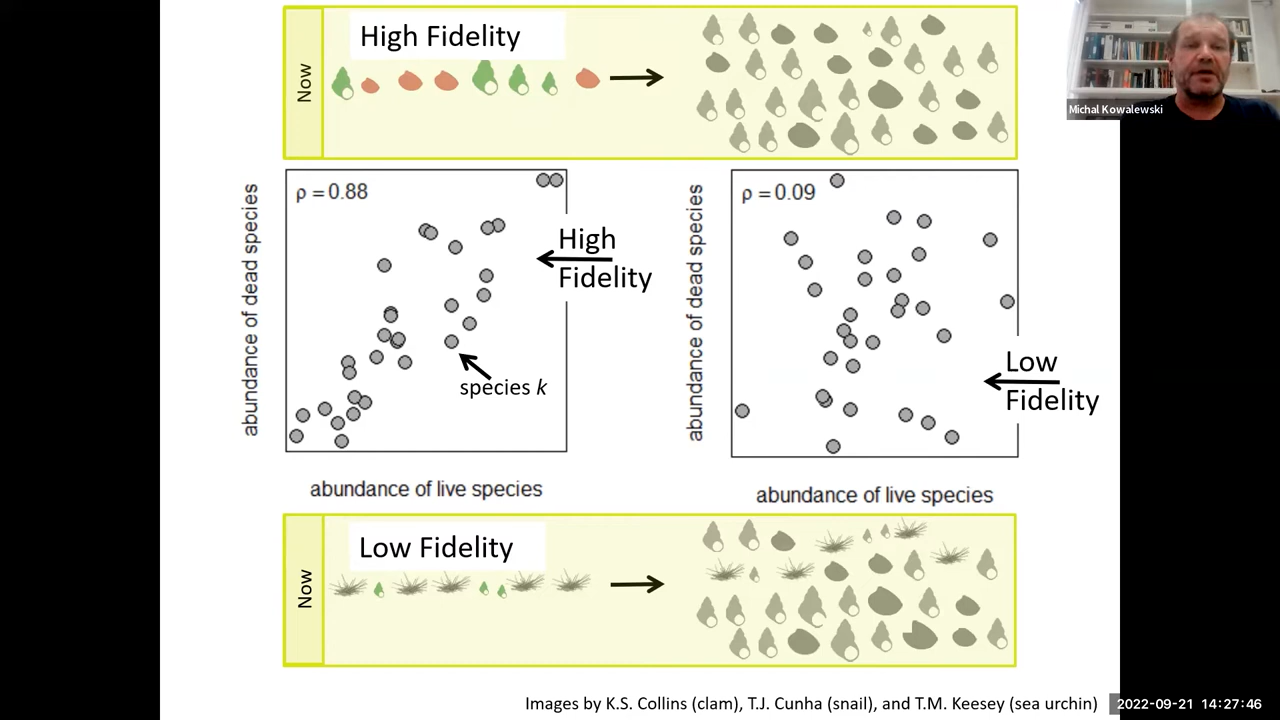 Now
High Fidelity
Michal Kowalewski
abundance of dead species
ρ = 0.88
High
Fidelity
species k
abundance of live species
abundance of dead species
ρ = 0.09
Low
Fidelity
abundance of live species
Now
Low Fidelity
Images by K.S. Collins (clam), T.J. Cunha (snail), and T.M. Keesey (sea urchin)
2022-09-21 14:27:46